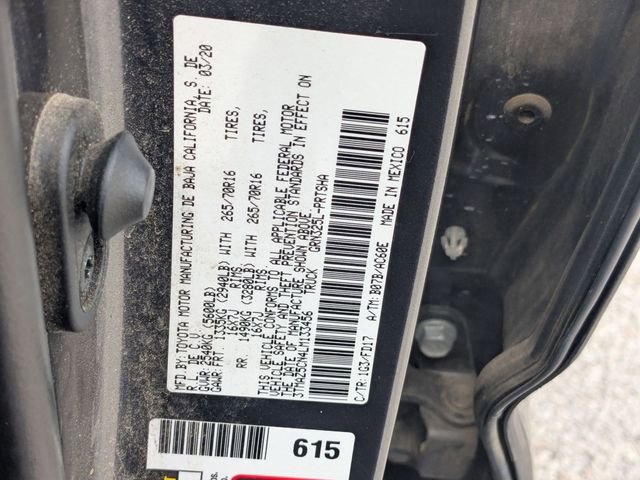 MFD.BY:TOYOTA MOTOR MANUFACTURING DE BAJA CALIFORNIA, S. DE
R.L. DE C.V. DATE: 03/20
GVWR: 2540KG (5600LB)
GAWR: FRT. 1335KG (2940LB) WITH 265/70R16 TIRES,
16X7J RIMS
RR. 1490KG (3280LB) WITH 265/70R16 TIRES,
16X7J RIMS
THIS VEHICLE CONFORMS TO ALL APPLICABLE FEDERAL MOTOR
VEHICLE SAFETY AND THEFT PREVENTION STANDARDS IN EFFECT ON
THE DATE OF MANUFACTURE SHOWN ABOVE.
3TMAZ5CN4LM133456 TRUCK GRN325L-PRTSHA
C/TR:1G3/FD17 A/TM: B07B/AC60E MADE IN MEXICO 615
615